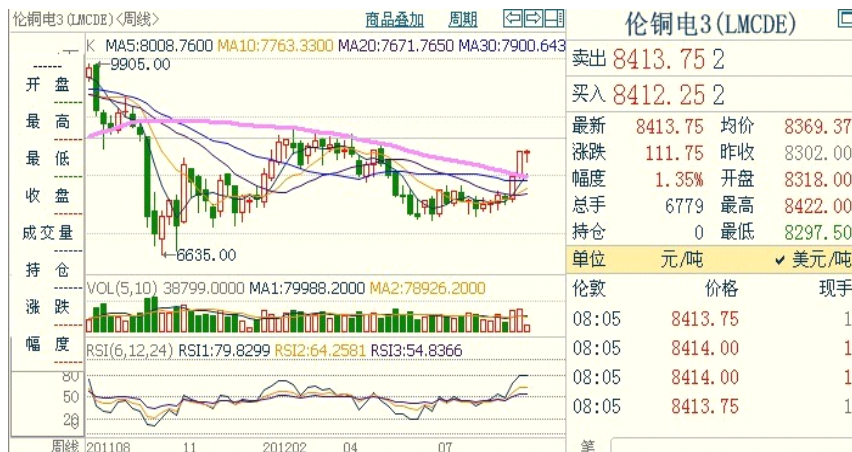 伦铜电3(LMCDE)<周线>
商品叠加 周期
K MA5:8008.7600 MA10:7763.3300 MA20:7671.7650 MA30:7900.643
9905.00
开 盘
最 高
最 低
收 盘
成交量
持 仓
涨 跌
幅 度
6635.00
VOL(5,10) 38799.0000 MA1:79988.2000 MA2:78926.2000
RSI(6,12,24) RSI1:79.8299 RSI2:64.2581 RSI3:54.8366
80
50
20
0
周线 201108 11 201202 04 07
伦铜电3(LMCDE)
卖出 8413.75 2
买入 8412.25 2
最新 8413.75 均价 8369.37
涨跌 111.75 昨收 8302.00
幅度 1.35% 开盘 8318.00
总手 6779 最高 8422.00
持仓 0 最低 8297.50
单位 元/吨 ✓ 美元/吨
伦敦 价格 现手
08:05 8413.75 1
08:05 8414.00 1
08:05 8414.00 1
08:05 8413.75 1
笔